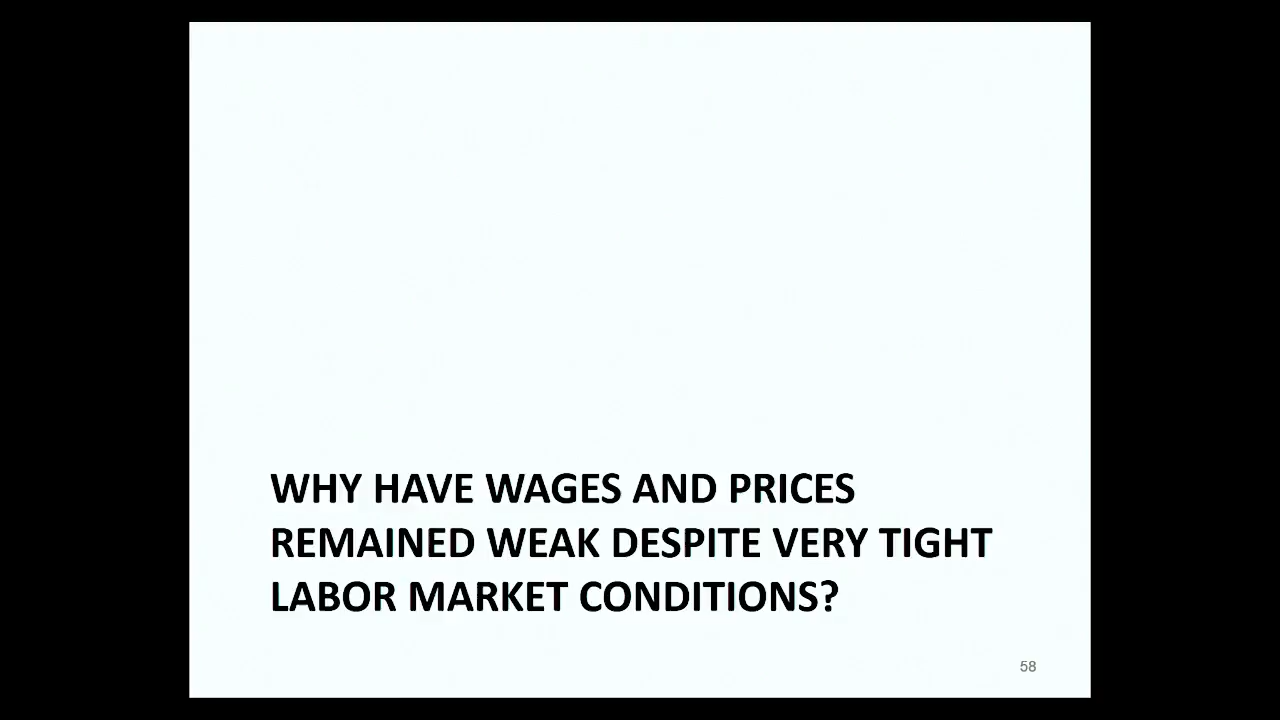 WHY HAVE WAGES AND PRICES
REMAINED WEAK DESPITE VERY TIGHT
LABOR MARKET CONDITIONS?
58